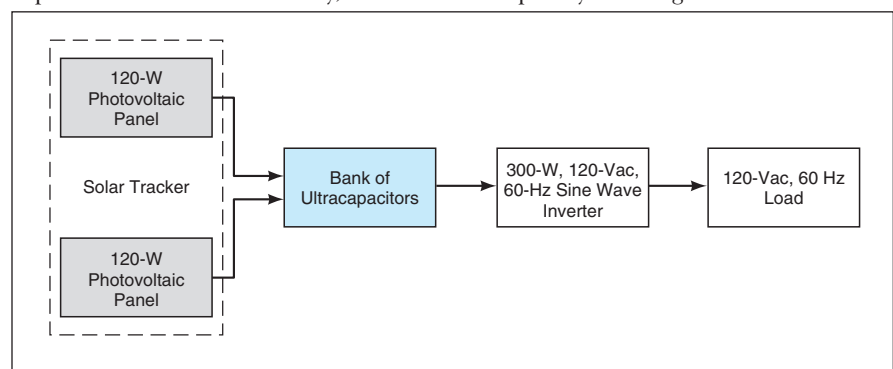 120-W
Photovoltaic
Panel
Solar Tracker
120-W
Photovoltaic
Panel
Bank of
Ultracapacitors
300-W, 120-Vac,
60-Hz Sine Wave
Inverter
120-Vac, 60 Hz
Load